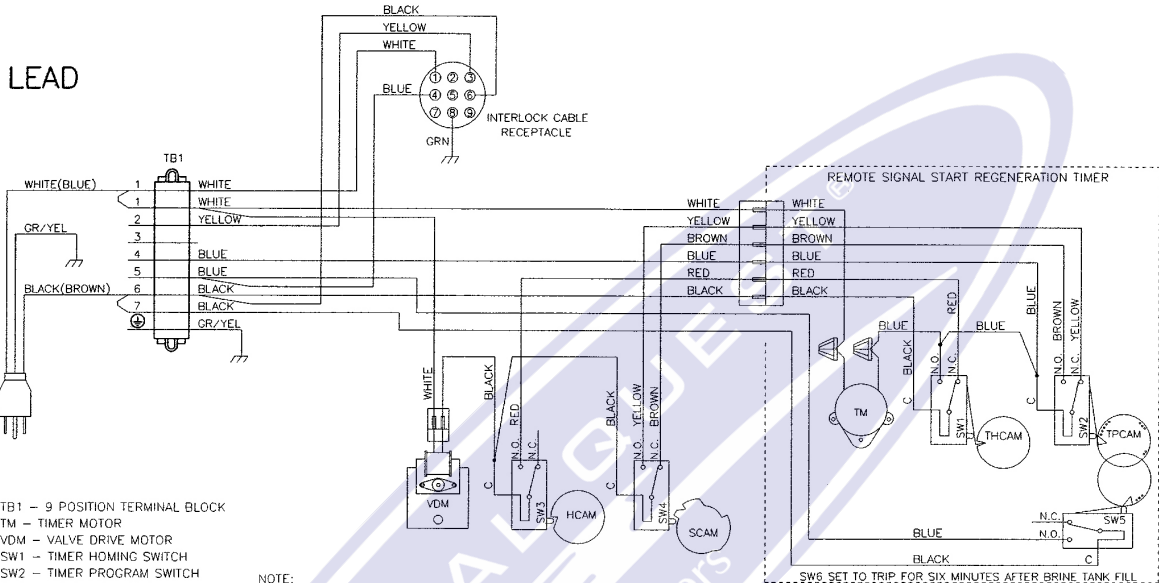 LEAD
BLACK
YELLOW
WHITE
BLUE
1 2 3
4 5 6
7 8 9
INTERLOCK CABLE
RECEPTACLE
GRN
TB1
WHITE(BLUE)
GR/YEL
BLACK(BROWN)
1 WHITE
1 WHITE
2 YELLOW
3
4 BLUE
5 BLUE
6 BLACK
7 BLACK
GR/YEL
REMOTE SIGNAL START REGENERATION TIMER
WHITE WHITE
YELLOW YELLOW
BROWN BROWN
BLUE BLUE
RED RED
BLACK BLACK
BLUE
BLUE
BLACK
RED
BLUE
BROWN
YELLOW
C
N.O.
N.C.
SW1
THCAM
C
N.O.
N.C.
SW2
TPCAM
TM
WHITE
BLACK
RED
BLACK
YELLOW
BROWN
VDM
C
N.O.
N.C.
SW3
HCAM
C
N.O.
N.C.
SW4
SCAM
N.C.
N.O.
SW5
C
BLUE
BLACK
SW6 SET TO TRIP FOR SIX MINUTES AFTER BRINE TANK FILL
TB1 – 9 POSITION TERMINAL BLOCK
TM – TIMER MOTOR
VDM – VALVE DRIVE MOTOR
SW1 – TIMER HOMING SWITCH
SW2 – TIMER PROGRAM SWITCH
NOTE:
AL QUEST ®
ors